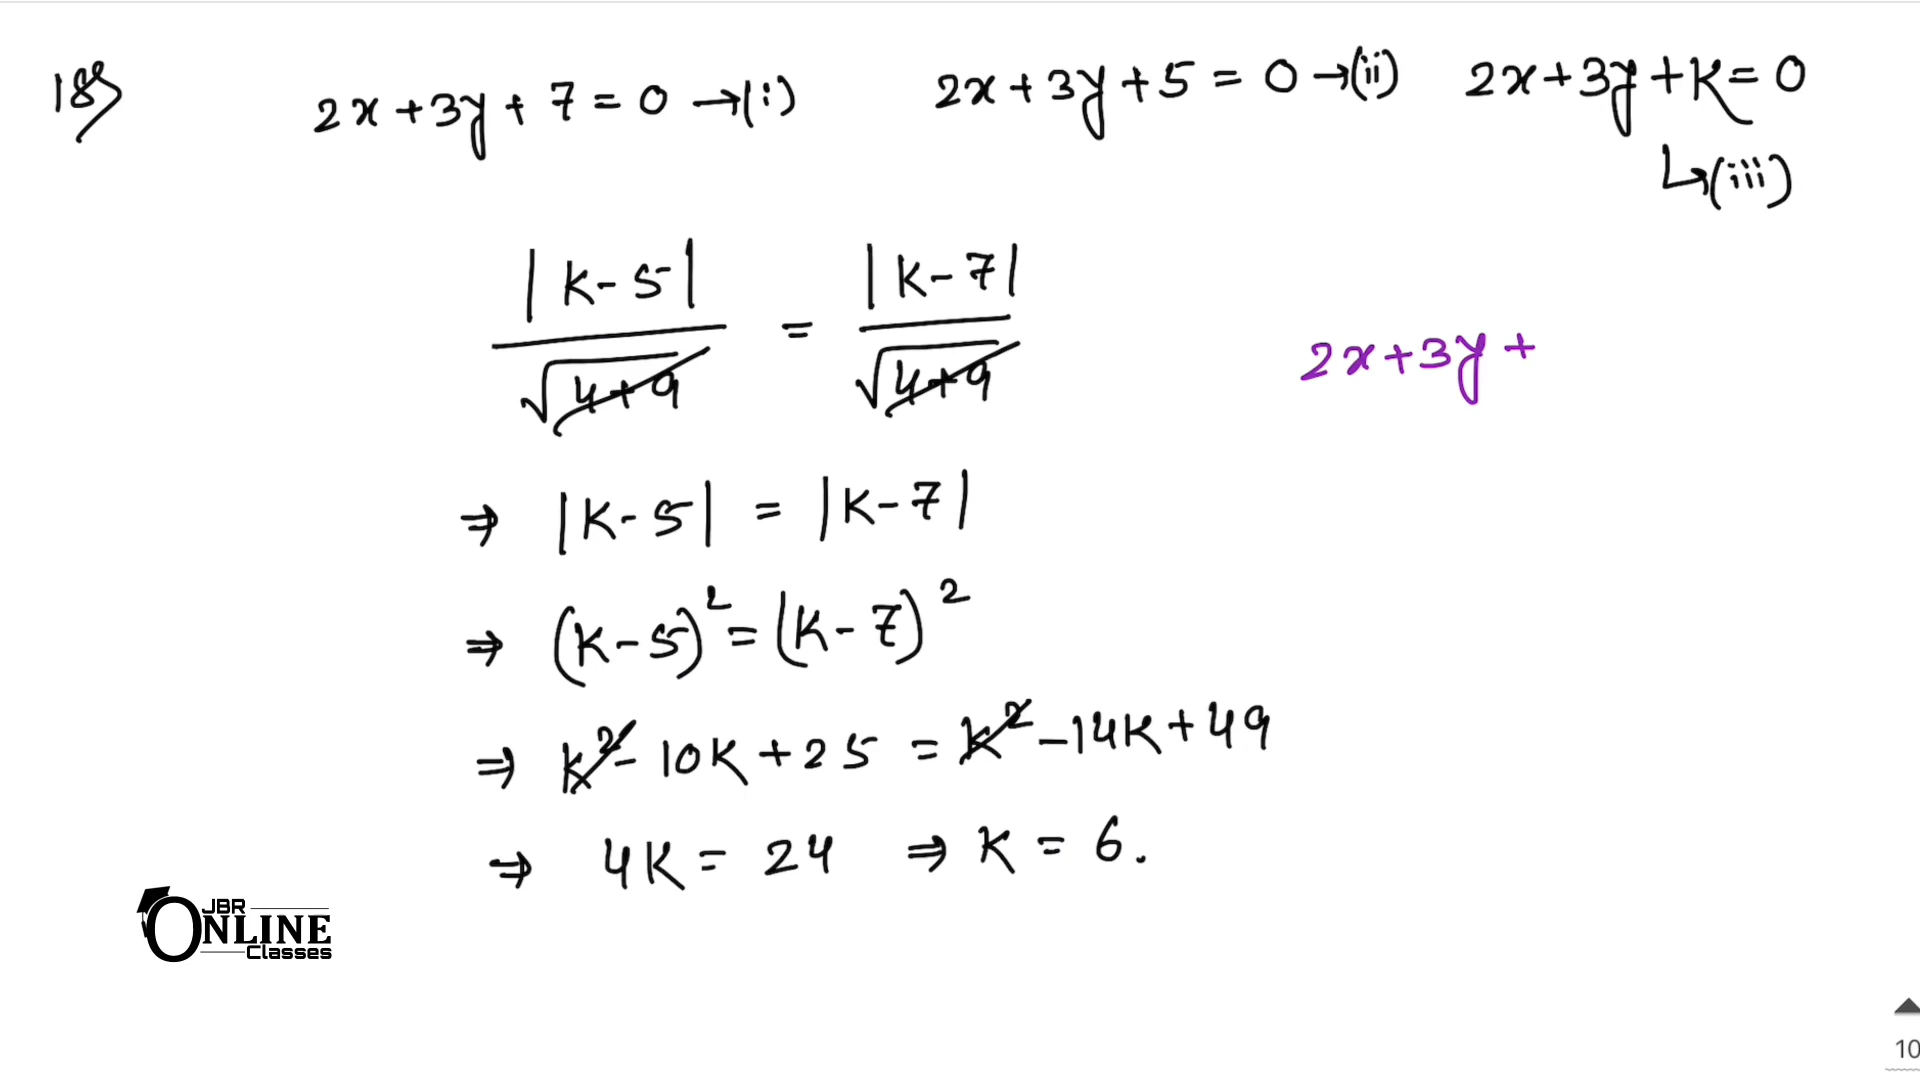 18) 2x+3y+7=0 →(i) 2x+3y+5=0 →(ii) 2x+3y+K=0
↳(iii)
|K-5|/√(4+9) = |K-7|/√(4+9)
2x+3y+
⇒ |K-5| = |K-7|
⇒ (K-5)² = (K-7)²
⇒ K²-10K+25 = K²-14K+49
⇒ 4K = 24 ⇒ K = 6.
JBR
ONLINE
Classes
10